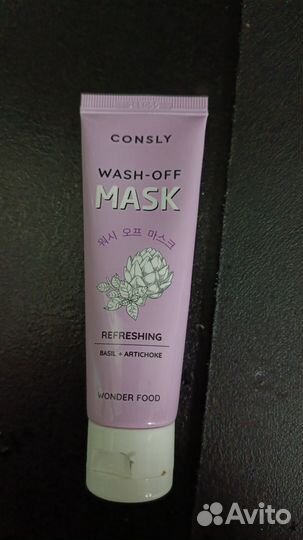 CONSLY
WASH-OFF
MASK
워시 오프 마스크
REFRESHING
BASIL + ARTICHOKE
WONDER FOOD
Avito